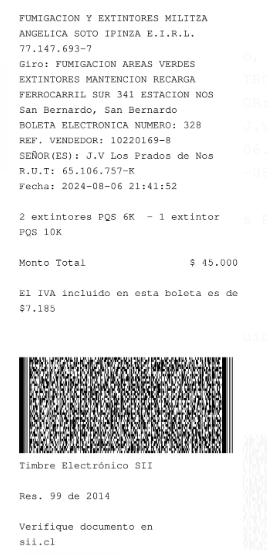 FUMIGACION Y EXTINTORES MILITZA
ANGELICA SOTO IPINZA E.I.R.L.
77.147.693-7
Giro: FUMIGACION AREAS VERDES
EXTINTORES MANTENCION RECARGA
FERROCARRIL SUR 341 ESTACION NOS
San Bernardo, San Bernardo
BOLETA ELECTRONICA NUMERO: 328
REF. VENDEDOR: 10220169-8
SEÑOR(ES): J.V Los Prados de Nos
R.U.T: 65.106.757-K
Fecha: 2024-08-06 21:41:52
2 extintores PQS 6K - 1 extintor
PQS 10K
Monto Total $ 45.000
El IVA incluido en esta boleta es de
$7.185
Timbre Electrónico SII
Res. 99 de 2014
Verifique documento en
sii.cl